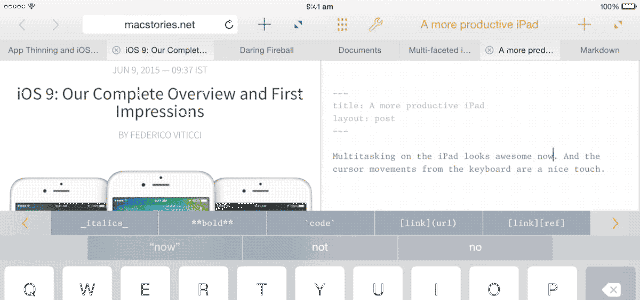 9:41 am
100%
macstories.net
A more productive iPad
App Thinning and iOS...
iOS 9: Our Complet...
Daring Fireball
Documents
Multi-faceted i...
A more prod...
Markdown
JUN 9, 2015 — 09:37 IST
iOS 9: Our Complete Overview and First
Impressions
BY FEDERICO VITICCI
---
title: A more productive iPad
layout: post
---
Multitasking on the iPad looks awesome now. And the
cursor movements from the keyboard are a nice touch.
_italics_
**bold**
`code`
[link](url)
[link][ref]
"now"
not
no
Q W E R T Y U I O P